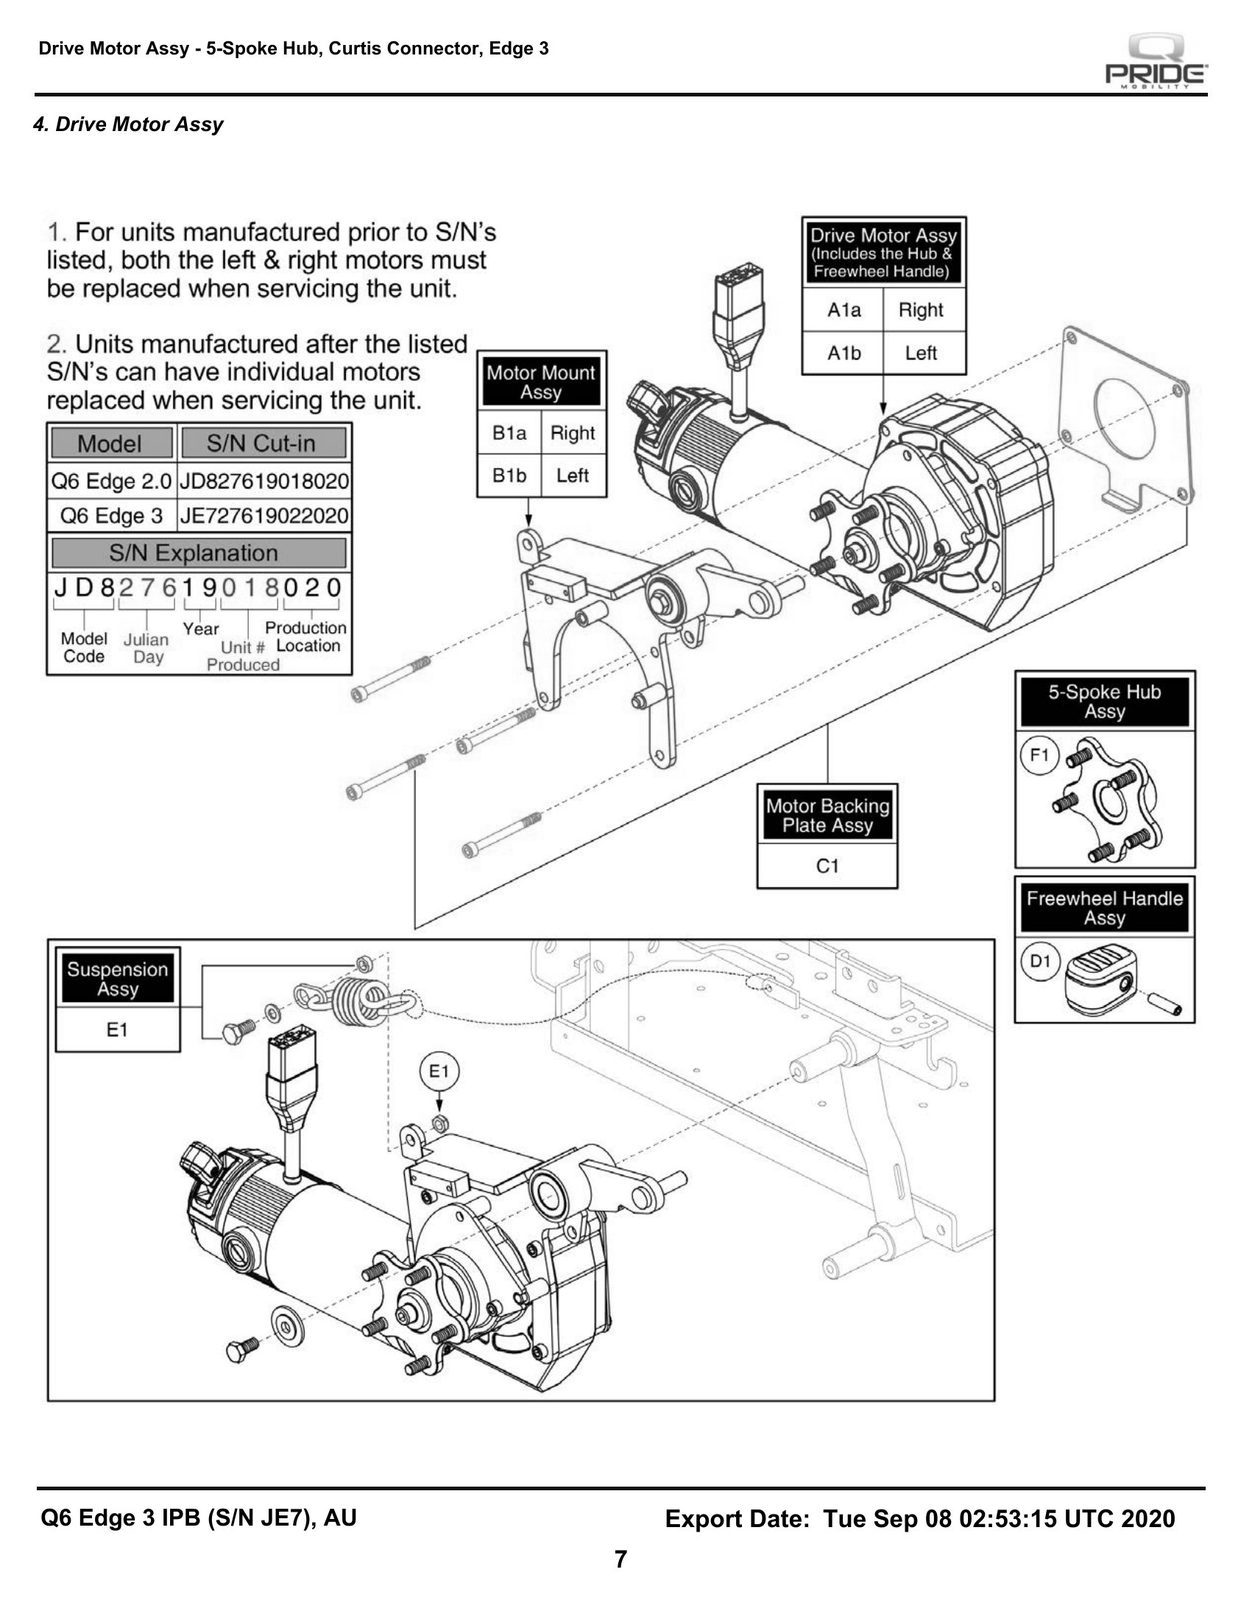 Drive Motor Assy - 5-Spoke Hub, Curtis Connector, Edge 3
Q
PRIDE
MOBILITY
4. Drive Motor Assy
1. For units manufactured prior to S/N's
listed, both the left & right motors must
be replaced when servicing the unit.
2. Units manufactured after the listed
S/N's can have individual motors
replaced when servicing the unit.
Model S/N Cut-in
Q6 Edge 2.0 JD827619018020
Q6 Edge 3 JE727619022020
S/N Explanation
JD827619018020
Model
Code
Julian
Day
Year
Unit #
Produced
Production
Location
Motor Mount
Assy
B1a Right
B1b Left
Drive Motor Assy
(Includes the Hub &
Freewheel Handle)
A1a Right
A1b Left
Motor Backing
Plate Assy
C1
5-Spoke Hub
Assy
F1
Freewheel Handle
Assy
D1
Suspension
Assy
E1
E1
Q6 Edge 3 IPB (S/N JE7), AU
Export Date: Tue Sep 08 02:53:15 UTC 2020
7